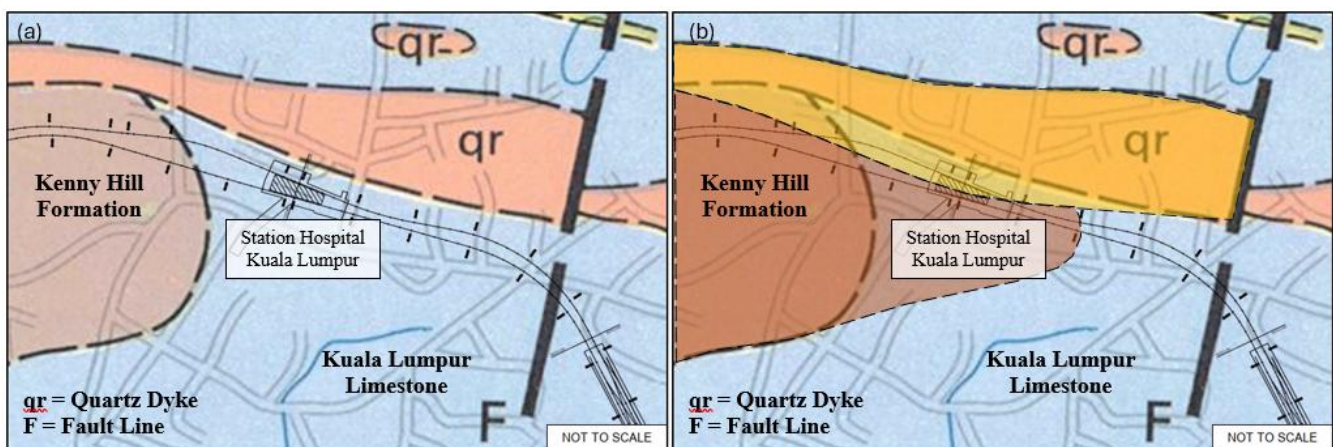 (a)
qr
qr
Kenny Hill
Formation
Station Hospital
Kuala Lumpur
Kuala Lumpur
Limestone
qr = Quartz Dyke
F = Fault Line
F
NOT TO SCALE
(b)
qr
qr
Kenny Hill
Formation
Station Hospital
Kuala Lumpur
Kuala Lumpur
Limestone
qr = Quartz Dyke
F = Fault Line
F
NOT TO SCALE